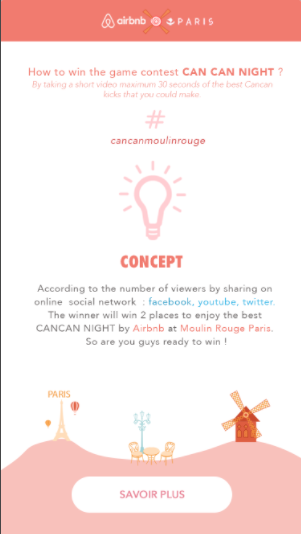 airbnb PARIS
How to win the game contest CAN CAN NIGHT ?
By taking a short video maximum 30 seconds of the best Cancan
kicks that you could make.
#
cancanmoulinrouge
CONCEPT
According to the number of viewers by sharing on
online social network : facebook, youtube, twitter.
The winner will win 2 places to enjoy the best
CANCAN NIGHT by Airbnb at Moulin Rouge Paris.
So are you guys ready to win !
PARIS
SAVOIR PLUS